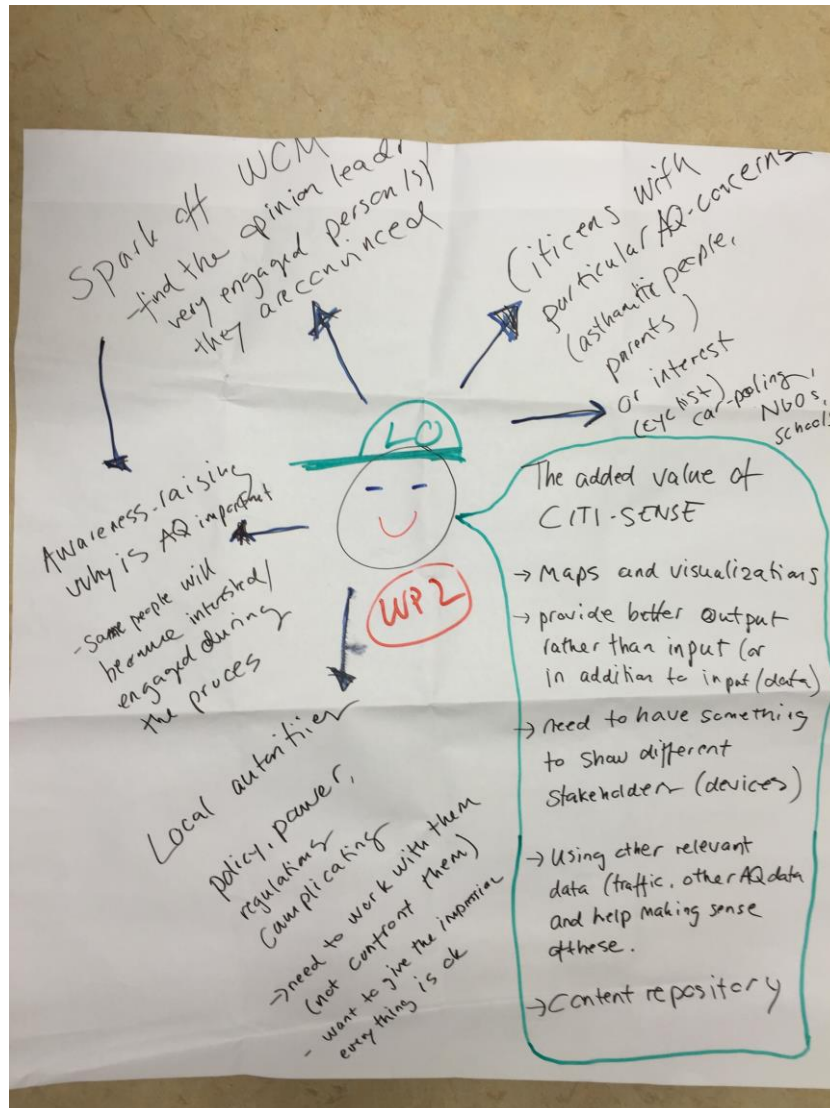 Spark off WCM
-find the opinion leader/
very engaged person(s)
they are convinced
Citicens with
particular AQ-concerns
(asthmatic people,
parents)
or interest
(cyclist)
car-pooling,
NGOs,
schools
LO
WP2
Awareness-raising
Why is AQ important
- Some people will
become interested/
engaged during
the proces
Local autorities
policy, power,
regulations
complicating
→ need to work with them
(not confront them)
- want to give the impression
everything is ok
The added value of
CITI-SENSE
→ Maps and visualizations
→ provide better output
rather than input (or
in addition to input (data)
→ need to have something
to show different
stakeholders (devices)
→ Using other relevant
data (traffic, other AQ data
and help making sense
of these.
→ Content repository